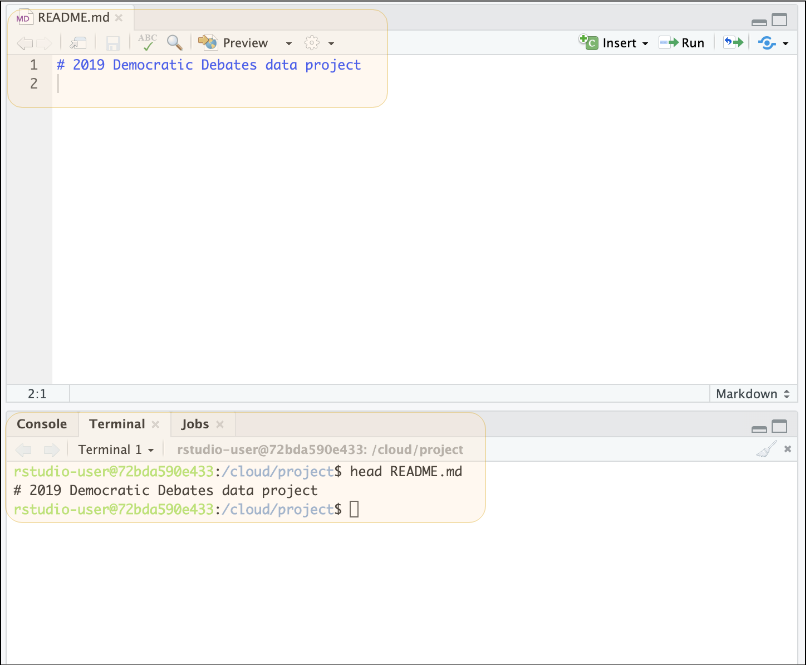 MD README.md
ABC Preview Insert Run
1 # 2019 Democratic Debates data project
2
2:1 Markdown
Console Terminal Jobs
Terminal 1 rstudio-user@72bda590e433: /cloud/project
rstudio-user@72bda590e433:/cloud/project$ head README.md
# 2019 Democratic Debates data project
rstudio-user@72bda590e433:/cloud/project$